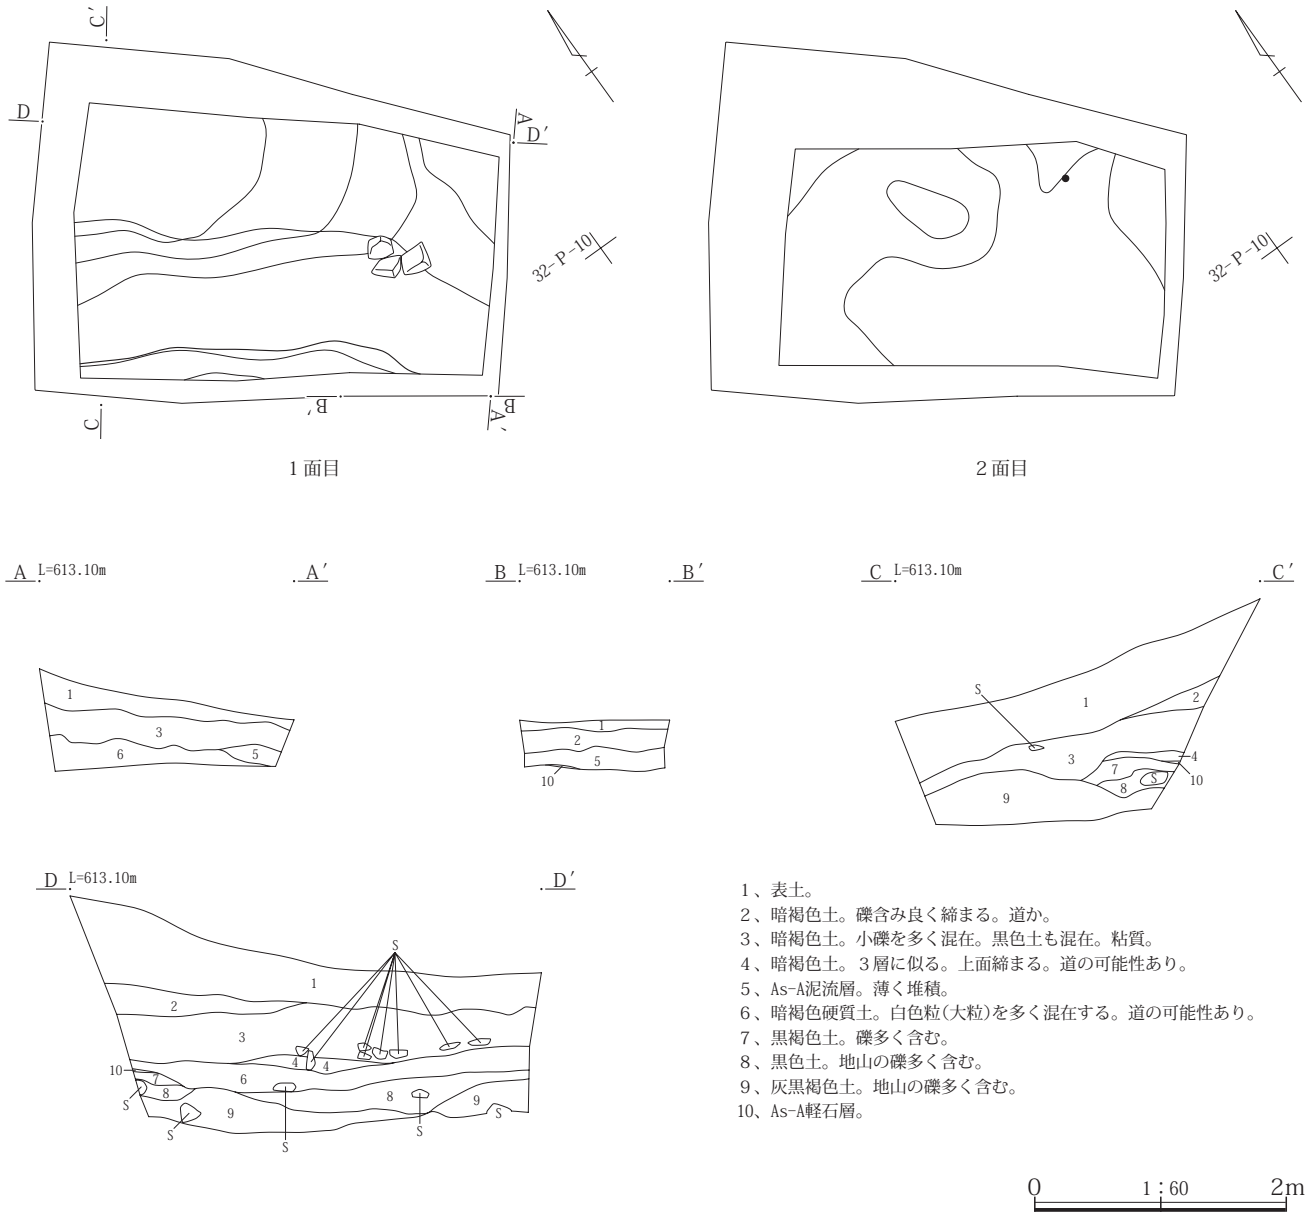 C′
D
A
D′
32-P-10
32-P-10
B′
B
C
A′
1面目
2面目
A L=613.10m A′
B L=613.10m B′
C L=613.10m C′
1
3
6
5
1
2
5
10
S
1
2
3
4
7
10
S
8
9
D L=613.10m D′
S
1
2
3
4
4
10
7
6
8
8
9
9
S
S
S
S
S
1、表土。
2、暗褐色土。礫含み良く締まる。道か。
3、暗褐色土。小礫を多く混在。黒色土も混在。粘質。
4、暗褐色土。3層に似る。上面締まる。道の可能性あり。
5、As-A泥流層。薄く堆積。
6、暗褐色硬質土。白色粒(大粒)を多く混在する。道の可能性あり。
7、黒褐色土。礫多く含む。
8、黒色土。地山の礫多く含む。
9、灰黒褐色土。地山の礫多く含む。
10、As-A軽石層。
0 1:60 2m